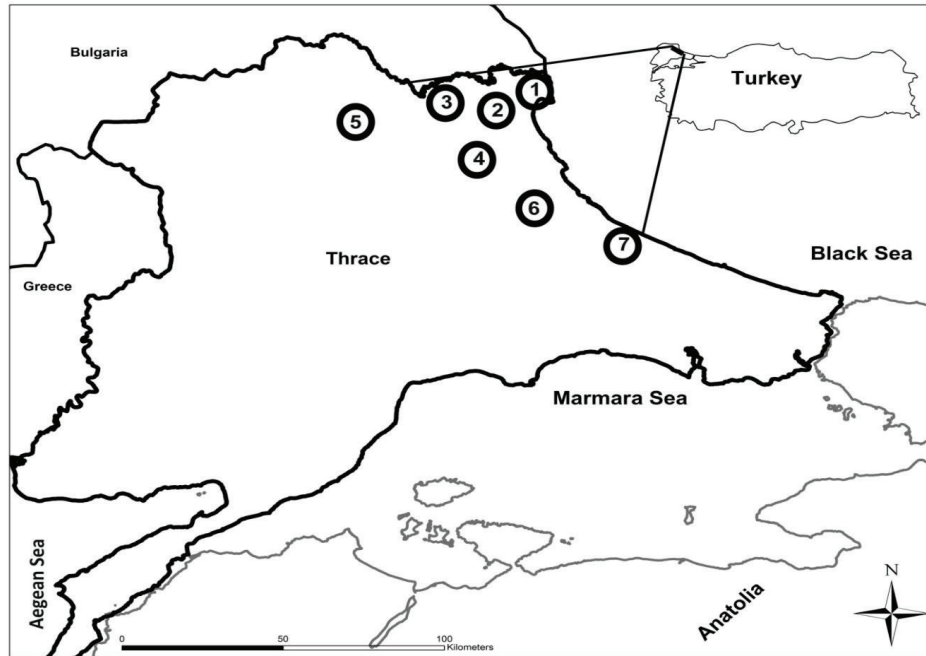 Bulgaria
Turkey
1
3
2
5
4
6
7
Black Sea
Thrace
Greece
Marmara Sea
Aegean Sea
Anatolia
N
0 50 100
Kilometers